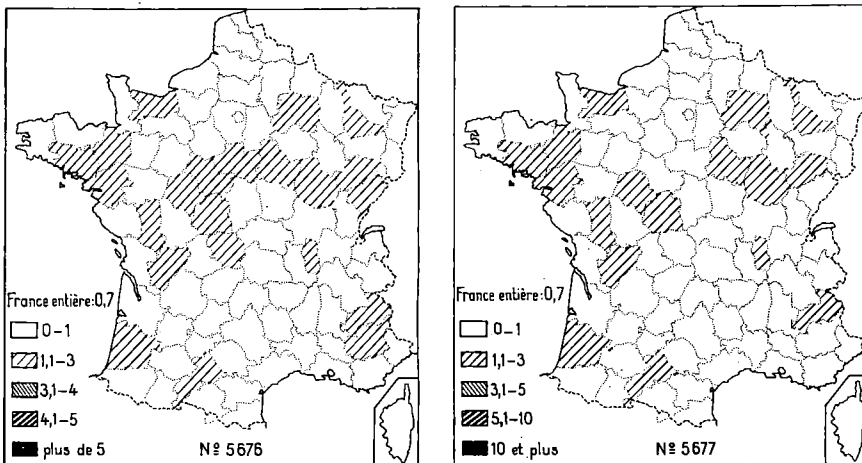 France entière:0,7
0-1
1,1-3
3,1-4
4,1-5
plus de 5
Nº 5676
France entière:0,7
0-1
1,1-3
3,1-5
5,1-10
10 et plus
Nº 5677